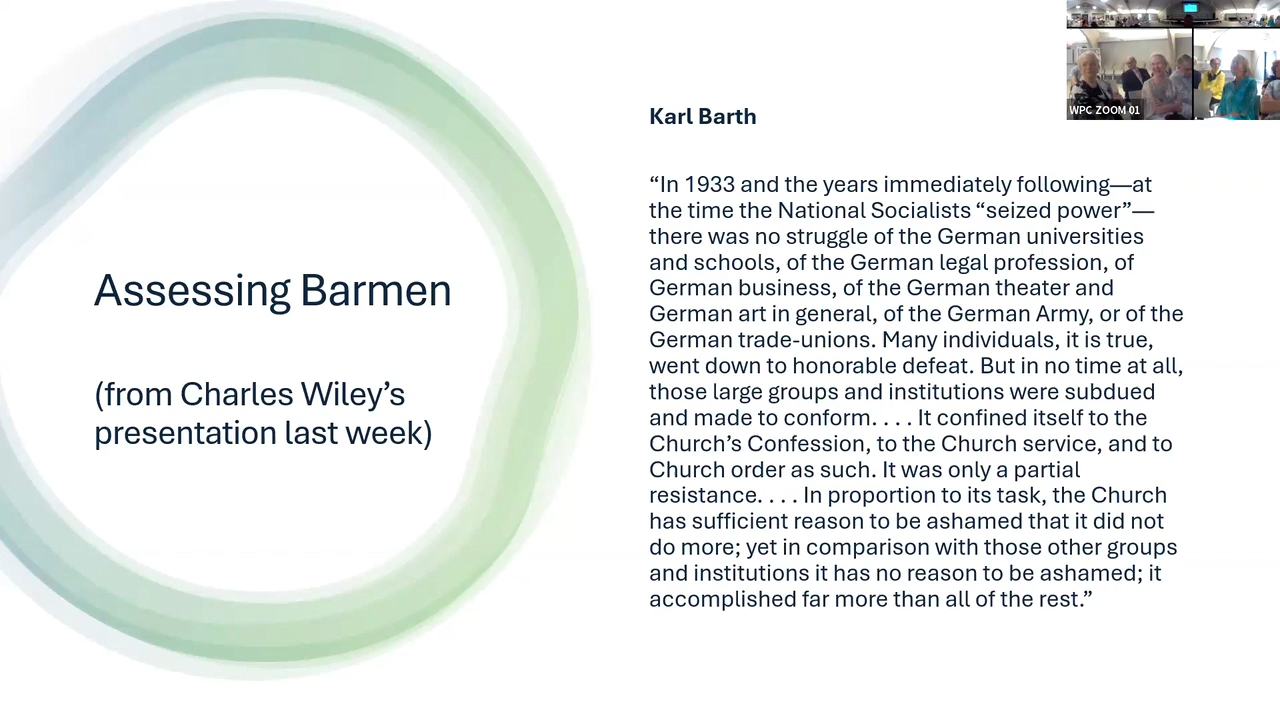 Assessing Barmen
(from Charles Wiley’s
presentation last week)
Karl Barth
“In 1933 and the years immediately following—at
the time the National Socialists “seized power”—
there was no struggle of the German universities
and schools, of the German legal profession, of
German business, of the German theater and
German art in general, of the German Army, or of the
German trade-unions. Many individuals, it is true,
went down to honorable defeat. But in no time at all,
those large groups and institutions were subdued
and made to conform. . . . It confined itself to the
Church’s Confession, to the Church service, and to
Church order as such. It was only a partial
resistance. . . . In proportion to its task, the Church
has sufficient reason to be ashamed that it did not
do more; yet in comparison with those other groups
and institutions it has no reason to be ashamed; it
accomplished far more than all of the rest.”
WPC ZOOM 01